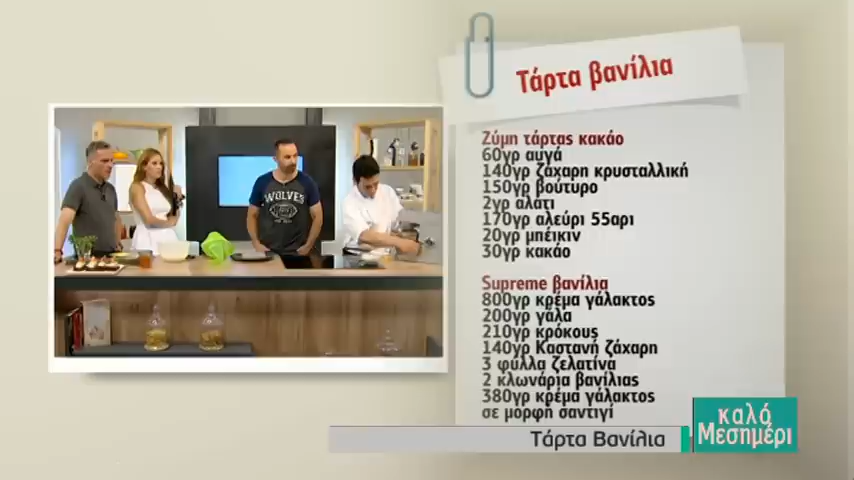 Τάρτα βανίλια
Ζύμη τάρτας κακάο
60γρ αυγά
140γρ ζάχαρη κρυσταλλική
150γρ βούτυρο
2γρ αλάτι
170γρ αλεύρι 55αρι
20γρ μπέικιν
30γρ κακάο
Supreme βανίλια
800γρ κρέμα γάλακτος
200γρ γάλα
210γρ κρόκους
140γρ Καστανή ζάχαρη
3 φύλλα ζελατίνα
2 κλωνάρια βανίλιας
380γρ κρέμα γάλακτος
σε μορφή σαντιγί
WOLVES
Τάρτα Βανίλια
καλό
Μεσημέρι